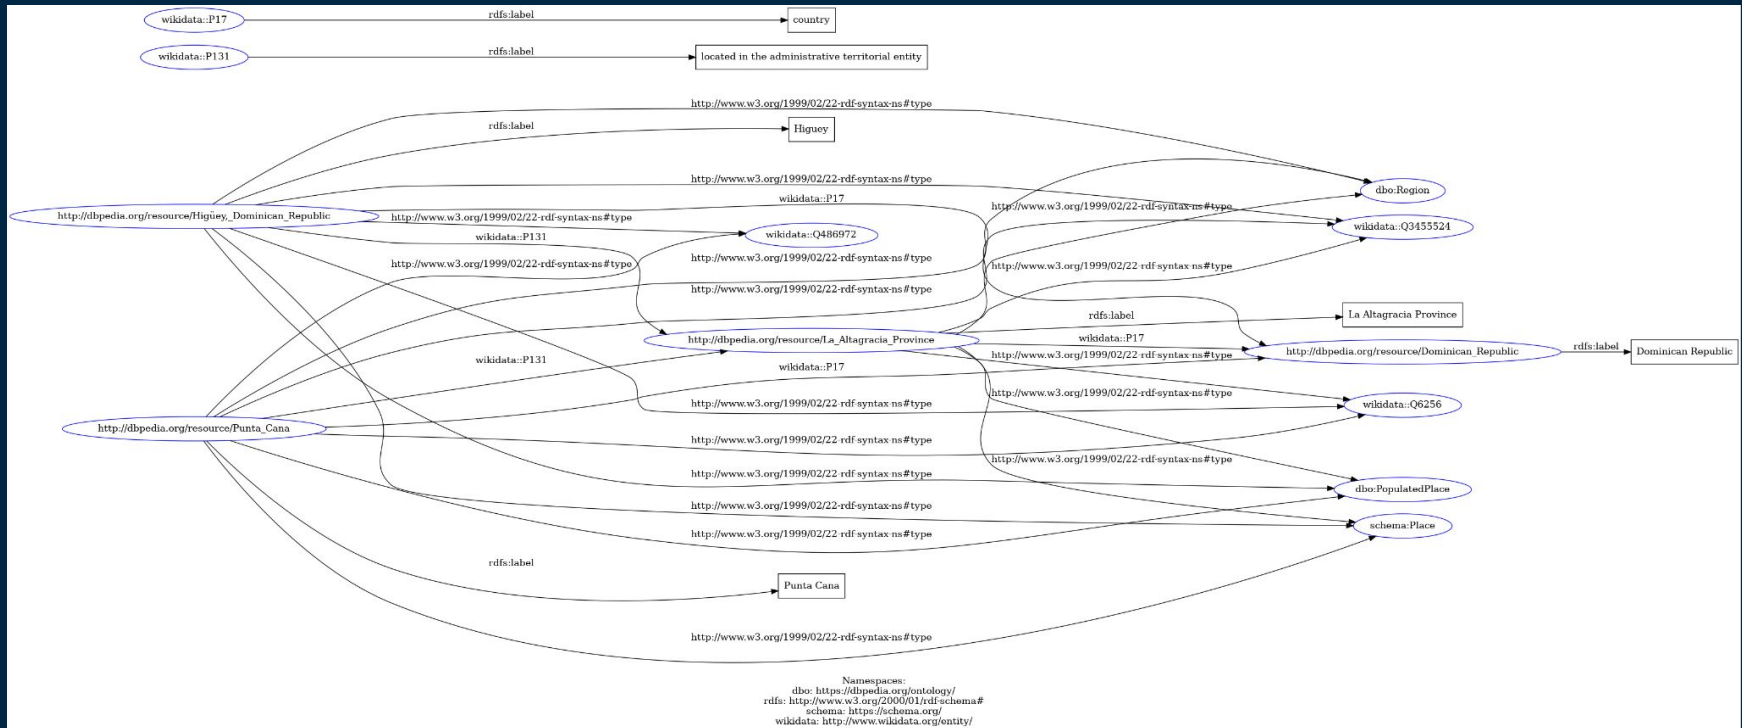 wikidata::P17
rdfs:label
country
wikidata::P131
rdfs:label
located in the administrative territorial entity
http://www.w3.org/1999/02/22-rdf-syntax-ns#type
rdfs:label
Higuey
http://www.w3.org/1999/02/22-rdf-syntax-ns#type
dbo:Region
wikidata::P17
http://www.w3.org/1999/02/22-rdf-syntax-ns#type
http://dbpedia.org/resource/Higüey,_Dominican_Republic
http://www.w3.org/1999/02/22-rdf-syntax-ns#type
wikidata::Q3455524
wikidata::P131
wikidata::Q486972
http://www.w3.org/1999/02/22-rdf-syntax-ns#type
http://www.w3.org/1999/02/22-rdf-syntax-ns#type
http://www.w3.org/1999/02/22-rdf-syntax-ns#type
http://www.w3.org/1999/02/22-rdf-syntax-ns#type
rdfs:label
La Altagracia Province
http://dbpedia.org/resource/La_Altagracia_Province
wikidata::P17
http://www.w3.org/1999/02/22-rdf-syntax-ns#type
http://dbpedia.org/resource/Dominican_Republic
rdfs:label
Dominican Republic
wikidata::P131
wikidata::P17
http://www.w3.org/1999/02/22-rdf-syntax-ns#type
http://www.w3.org/1999/02/22-rdf-syntax-ns#type
wikidata::Q6256
http://dbpedia.org/resource/Punta_Cana
http://www.w3.org/1999/02/22-rdf-syntax-ns#type
http://www.w3.org/1999/02/22-rdf-syntax-ns#type
http://www.w3.org/1999/02/22-rdf-syntax-ns#type
dbo:PopulatedPlace
http://www.w3.org/1999/02/22-rdf-syntax-ns#type
schema:Place
http://www.w3.org/1999/02/22-rdf-syntax-ns#type
rdfs:label
Punta Cana
http://www.w3.org/1999/02/22-rdf-syntax-ns#type
Namespaces:
dbo: https://dbpedia.org/ontology/
rdfs: http://www.w3.org/2000/01/rdf-schema#
schema: https://schema.org/
wikidata: http://www.wikidata.org/entity/